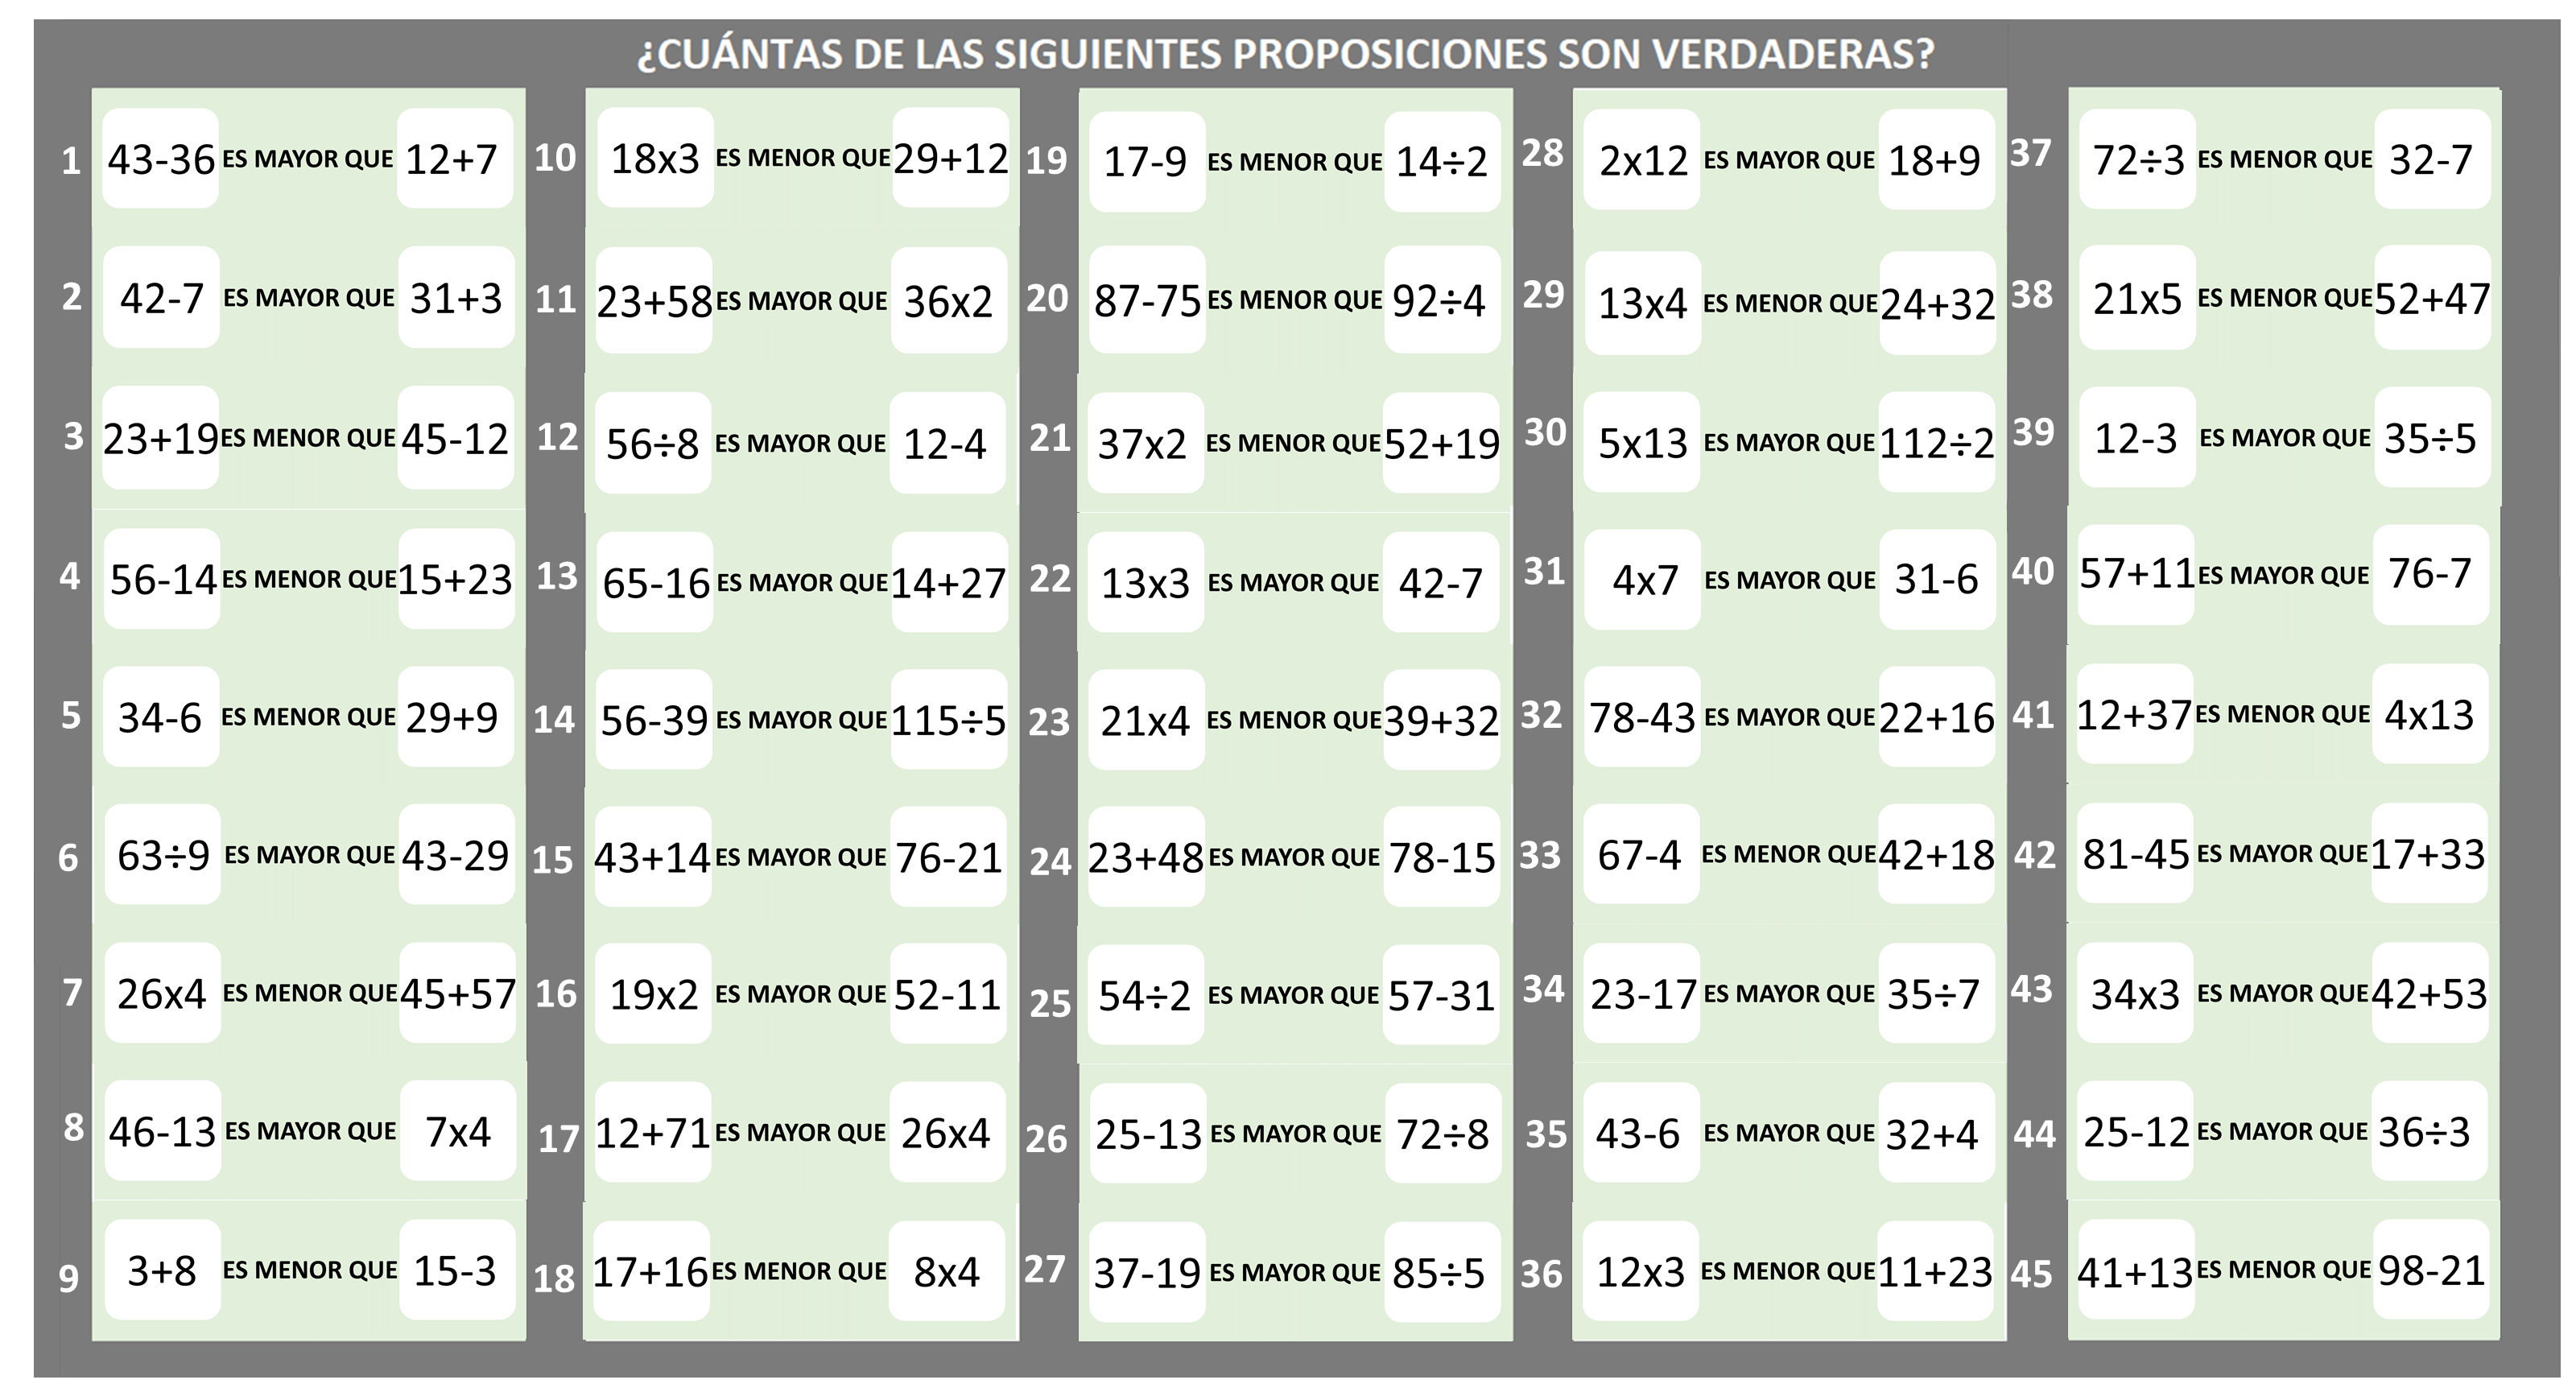 ¿CUÁNTAS DE LAS SIGUIENTES PROPOSICIONES SON VERDADERAS?
1 43-36 ES MAYOR QUE 12+7
2 42-7 ES MAYOR QUE 31+3
3 23+19 ES MENOR QUE 45-12
4 56-14 ES MENOR QUE 15+23
5 34-6 ES MENOR QUE 29+9
6 63÷9 ES MAYOR QUE 43-29
7 26x4 ES MENOR QUE 45+57
8 46-13 ES MAYOR QUE 7x4
9 3+8 ES MENOR QUE 15-3
10 18x3 ES MENOR QUE 29+12
11 23+58 ES MAYOR QUE 36x2
12 56÷8 ES MAYOR QUE 12-4
13 65-16 ES MAYOR QUE 14+27
14 56-39 ES MAYOR QUE 115÷5
15 43+14 ES MAYOR QUE 76-21
16 19x2 ES MAYOR QUE 52-11
17 12+71 ES MAYOR QUE 26x4
18 17+16 ES MENOR QUE 8x4
19 17-9 ES MENOR QUE 14÷2
20 87-75 ES MENOR QUE 92÷4
21 37x2 ES MENOR QUE 52+19
22 13x3 ES MAYOR QUE 42-7
23 21x4 ES MENOR QUE 39+32
24 23+48 ES MAYOR QUE 78-15
25 54÷2 ES MAYOR QUE 57-31
26 25-13 ES MAYOR QUE 72÷8
27 37-19 ES MAYOR QUE 85÷5
28 2x12 ES MAYOR QUE 18+9
29 13x4 ES MENOR QUE 24+32
30 5x13 ES MAYOR QUE 112÷2
31 4x7 ES MAYOR QUE 31-6
32 78-43 ES MAYOR QUE 22+16
33 67-4 ES MENOR QUE 42+18
34 23-17 ES MAYOR QUE 35÷7
35 43-6 ES MAYOR QUE 32+4
36 12x3 ES MENOR QUE 11+23
37 72÷3 ES MENOR QUE 32-7
38 21x5 ES MENOR QUE 52+47
39 12-3 ES MAYOR QUE 35÷5
40 57+11 ES MAYOR QUE 76-7
41 12+37 ES MENOR QUE 4x13
42 81-45 ES MAYOR QUE 17+33
43 34x3 ES MAYOR QUE 42+53
44 25-12 ES MAYOR QUE 36÷3
45 41+13 ES MENOR QUE 98-21